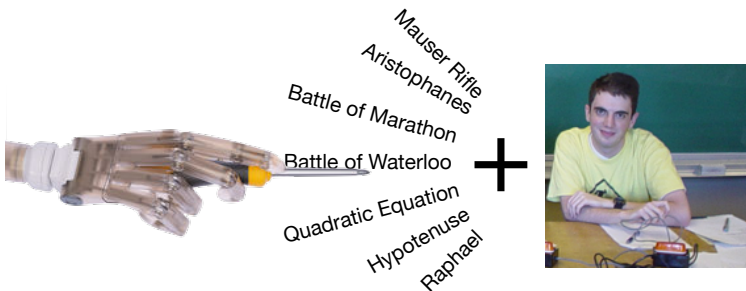 Mauser Rifle
Aristophanes
Battle of Marathon
Battle of Waterloo
Quadratic Equation
Hypotenuse
Raphael
+